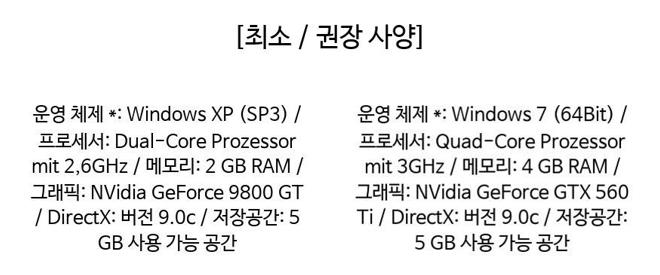 [최소 / 권장 사양]
운영 체제 *: Windows XP (SP3) /
프로세서: Dual-Core Prozessor
mit 2,6GHz / 메모리: 2 GB RAM /
그래픽: NVidia GeForce 9800 GT
/ DirectX: 버전 9.0c / 저장공간: 5
GB 사용 가능 공간
운영 체제 *: Windows 7 (64Bit) /
프로세서: Quad-Core Prozessor
mit 3GHz / 메모리: 4 GB RAM /
그래픽: NVidia GeForce GTX 560
Ti / DirectX: 버전 9.0c / 저장공간:
5 GB 사용 가능 공간